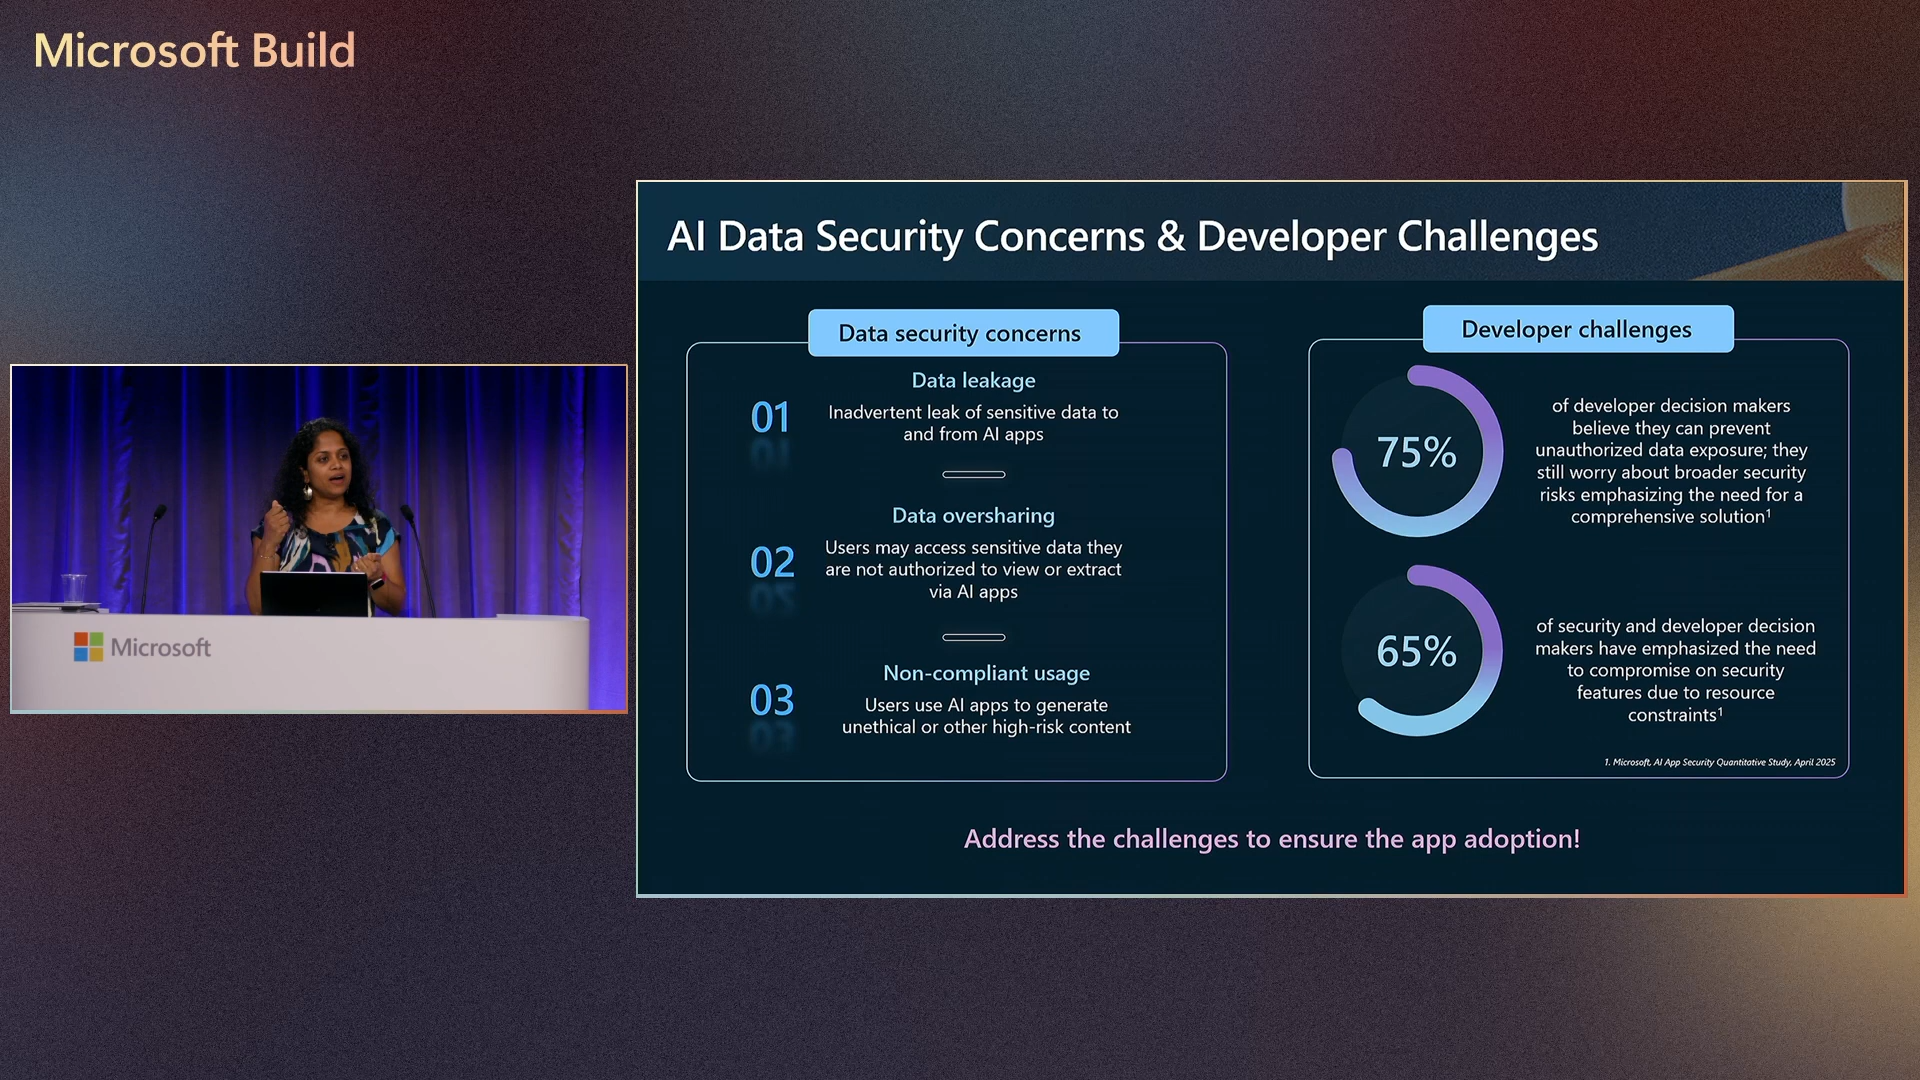 Microsoft Build
Microsoft
AI Data Security Concerns & Developer Challenges
Data security concerns
01
Data leakage
Inadvertent leak of sensitive data to
and from AI apps
02
Data oversharing
Users may access sensitive data they
are not authorized to view or extract
via AI apps
03
Non-compliant usage
Users use AI apps to generate
unethical or other high-risk content
Developer challenges
75%
of developer decision makers
believe they can prevent
unauthorized data exposure; they
still worry about broader security
risks emphasizing the need for a
comprehensive solution¹
65%
of security and developer decision
makers have emphasized the need
to compromise on security
features due to resource
constraints¹
1. Microsoft, AI App Security Quantitative Study, April 2025
Address the challenges to ensure the app adoption!